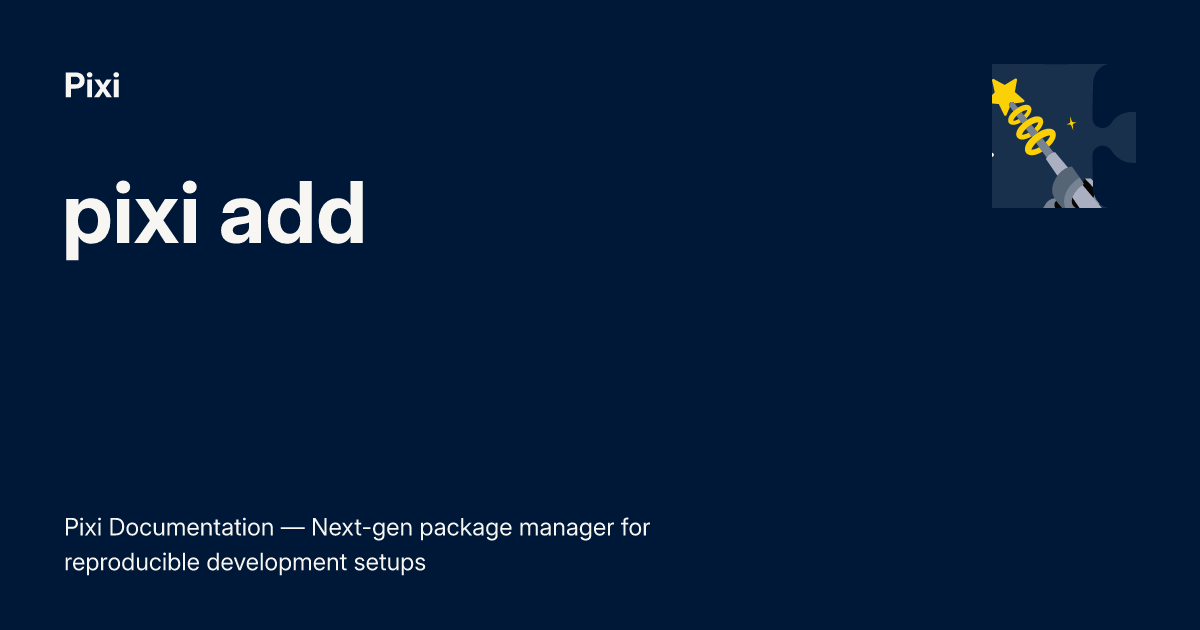 Pixi
pixi add
Pixi Documentation — Next-gen package manager for
reproducible development setups